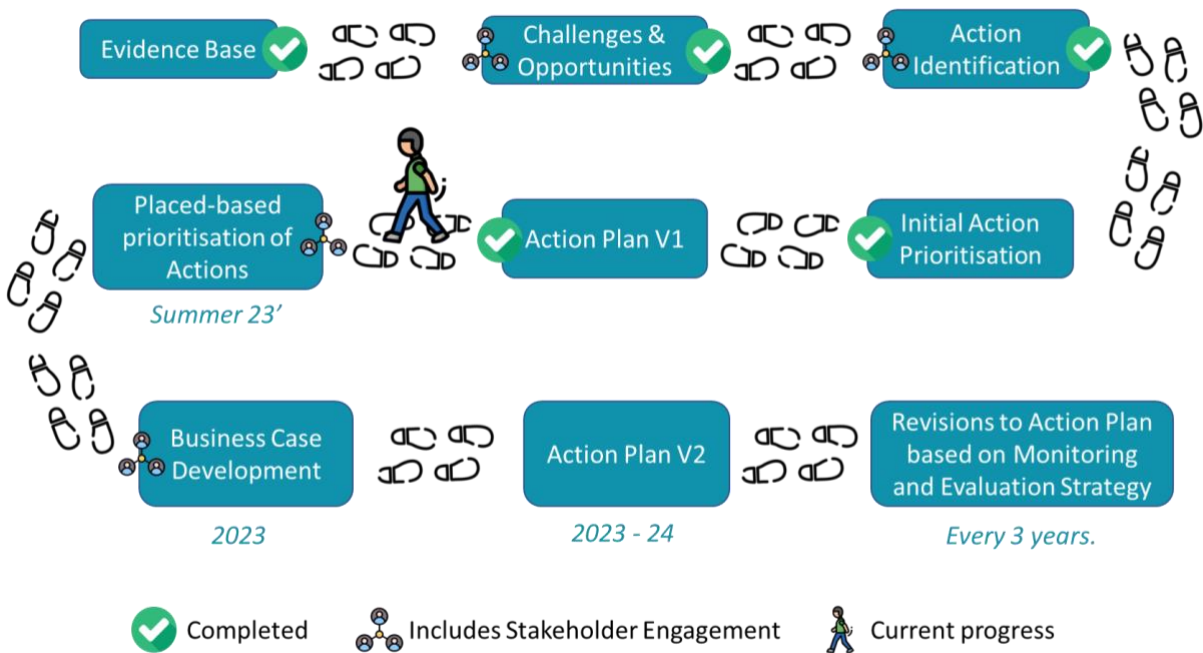 Evidence Base
Challenges &
Opportunities
Action
Identification
Initial Action
Prioritisation
Action Plan V1
Placed-based
prioritisation of
Actions
Summer 23'
Business Case
Development
2023
Action Plan V2
2023 - 24
Revisions to Action Plan
based on Monitoring
and Evaluation Strategy
Every 3 years.
Completed
Includes Stakeholder Engagement
Current progress